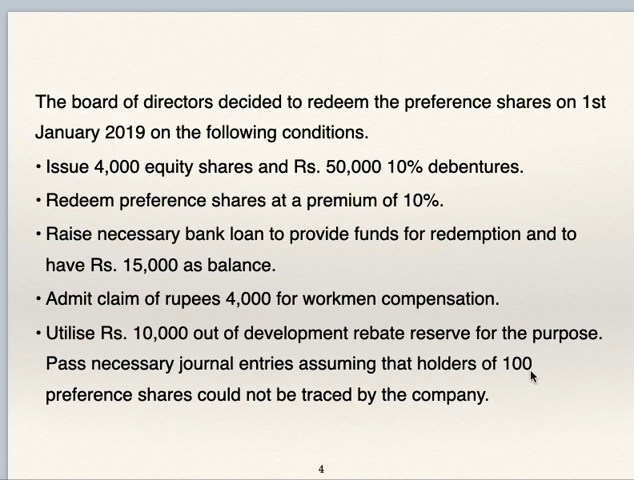 The board of directors decided to redeem the preference shares on 1st
January 2019 on the following conditions.
• Issue 4,000 equity shares and Rs. 50,000 10% debentures.
• Redeem preference shares at a premium of 10%.
• Raise necessary bank loan to provide funds for redemption and to
have Rs. 15,000 as balance.
• Admit claim of rupees 4,000 for workmen compensation.
• Utilise Rs. 10,000 out of development rebate reserve for the purpose.
Pass necessary journal entries assuming that holders of 100
preference shares could not be traced by the company.
4